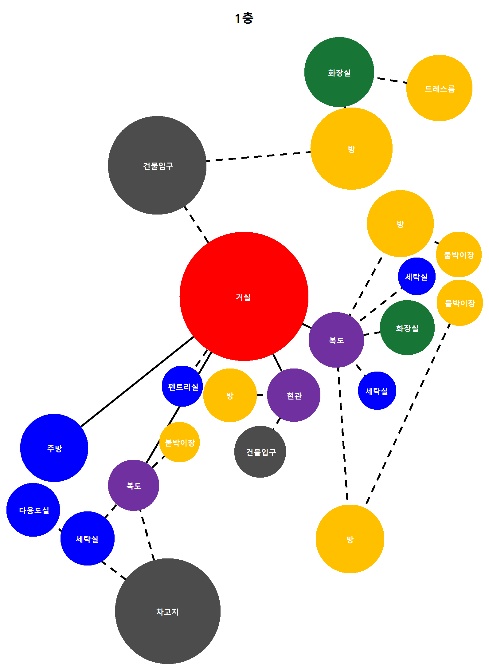 1층
화장실
드레스룸
방
건물입구
방
붙박이장
세탁실
거실
붙박이장
화장실
복도
팬트리실
세탁실
방
현관
붙박이장
주방
건물입구
복도
다용도실
세탁실
방
차고지